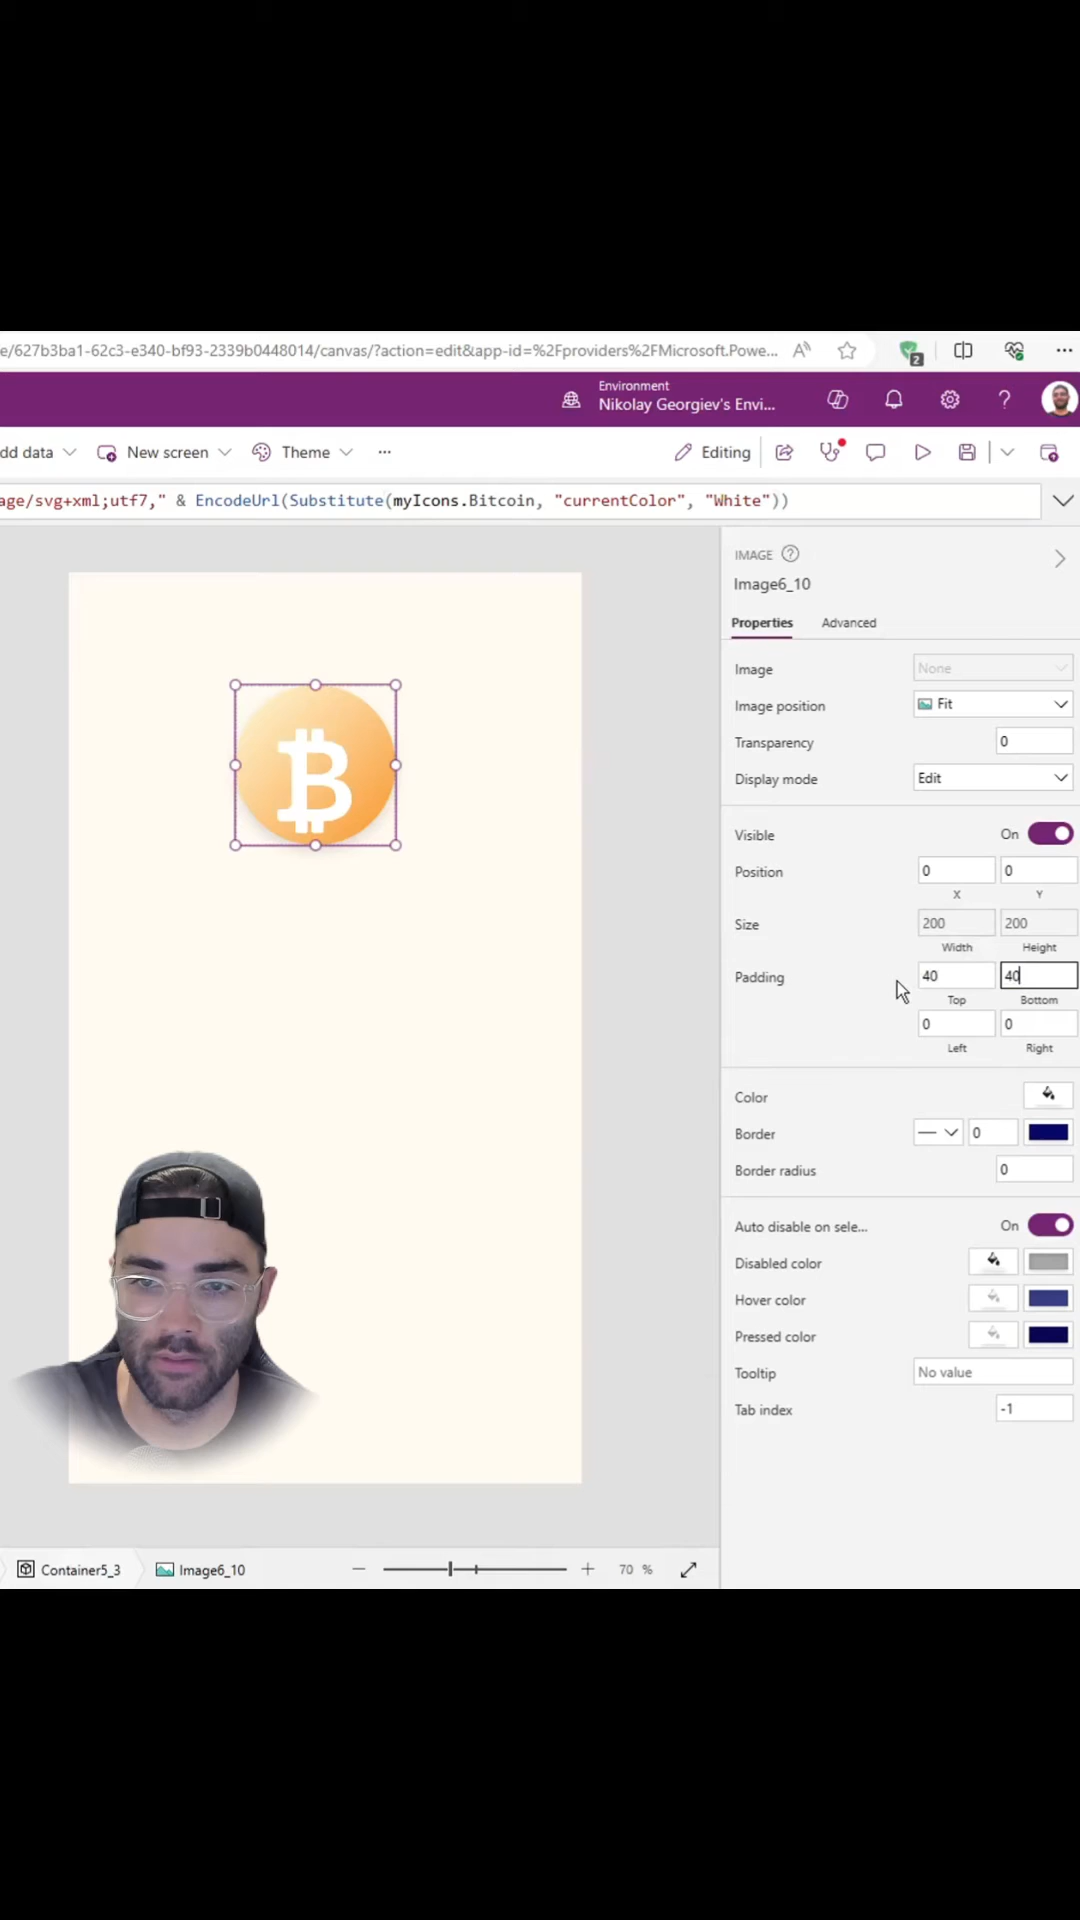 e/627b3ba1-62c3-e340-bf93-2339b0448014/canvas/?action=edit&app-id=%2Fproviders%2FMicrosoft.Powe...
2
Environment
Nikolay Georgiev's Envi...
dd data
New screen
Theme
Editing
age/svg+xml;utf7," & EncodeUrl(Substitute(myIcons.Bitcoin, "currentColor", "White"))
IMAGE
Image6_10
Properties Advanced
Image None
Image position Fit
Transparency 0
Display mode Edit
Visible On
Position 0 0
X Y
Size 200 200
Width Height
Padding 40 40
Top Bottom
0 0
Left Right
Color
Border 0
Border radius 0
Auto disable on sele... On
Disabled color
Hover color
Pressed color
Tooltip No value
Tab index -1
Container5_3 Image6_10 70 %